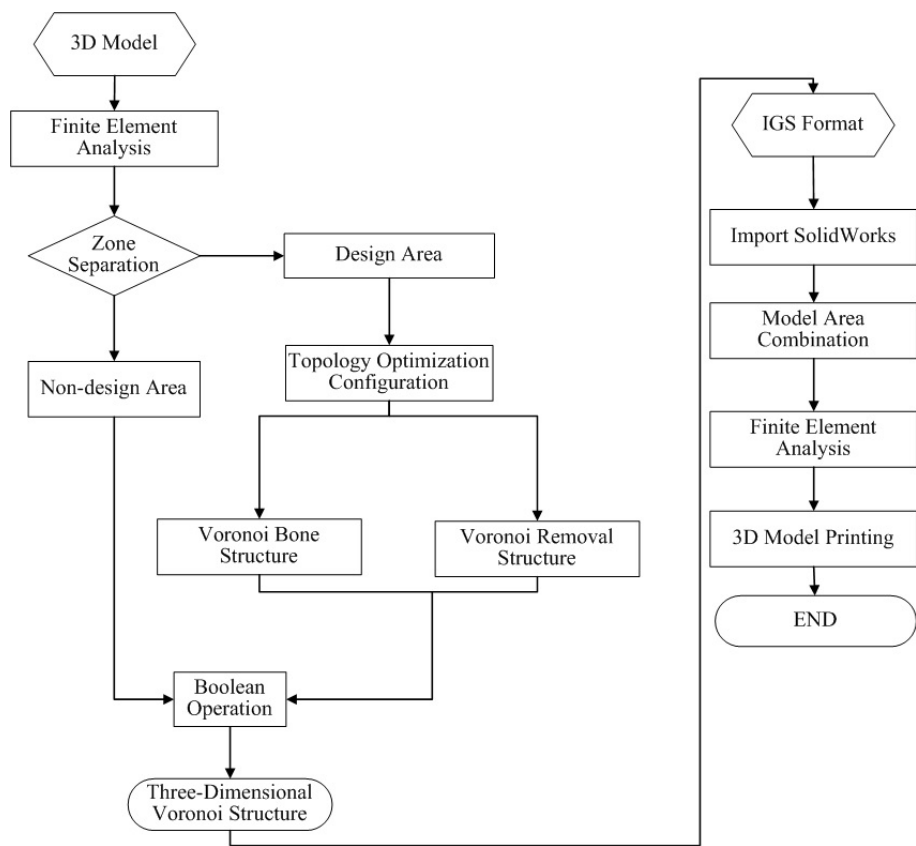 3D Model
Finite Element
Analysis
Zone
Separation
Design Area
Non-design Area
Topology Optimization
Configuration
Voronoi Bone
Structure
Voronoi Removal
Structure
Boolean
Operation
Three-Dimensional
Voronoi Structure
IGS Format
Import SolidWorks
Model Area
Combination
Finite Element
Analysis
3D Model Printing
END